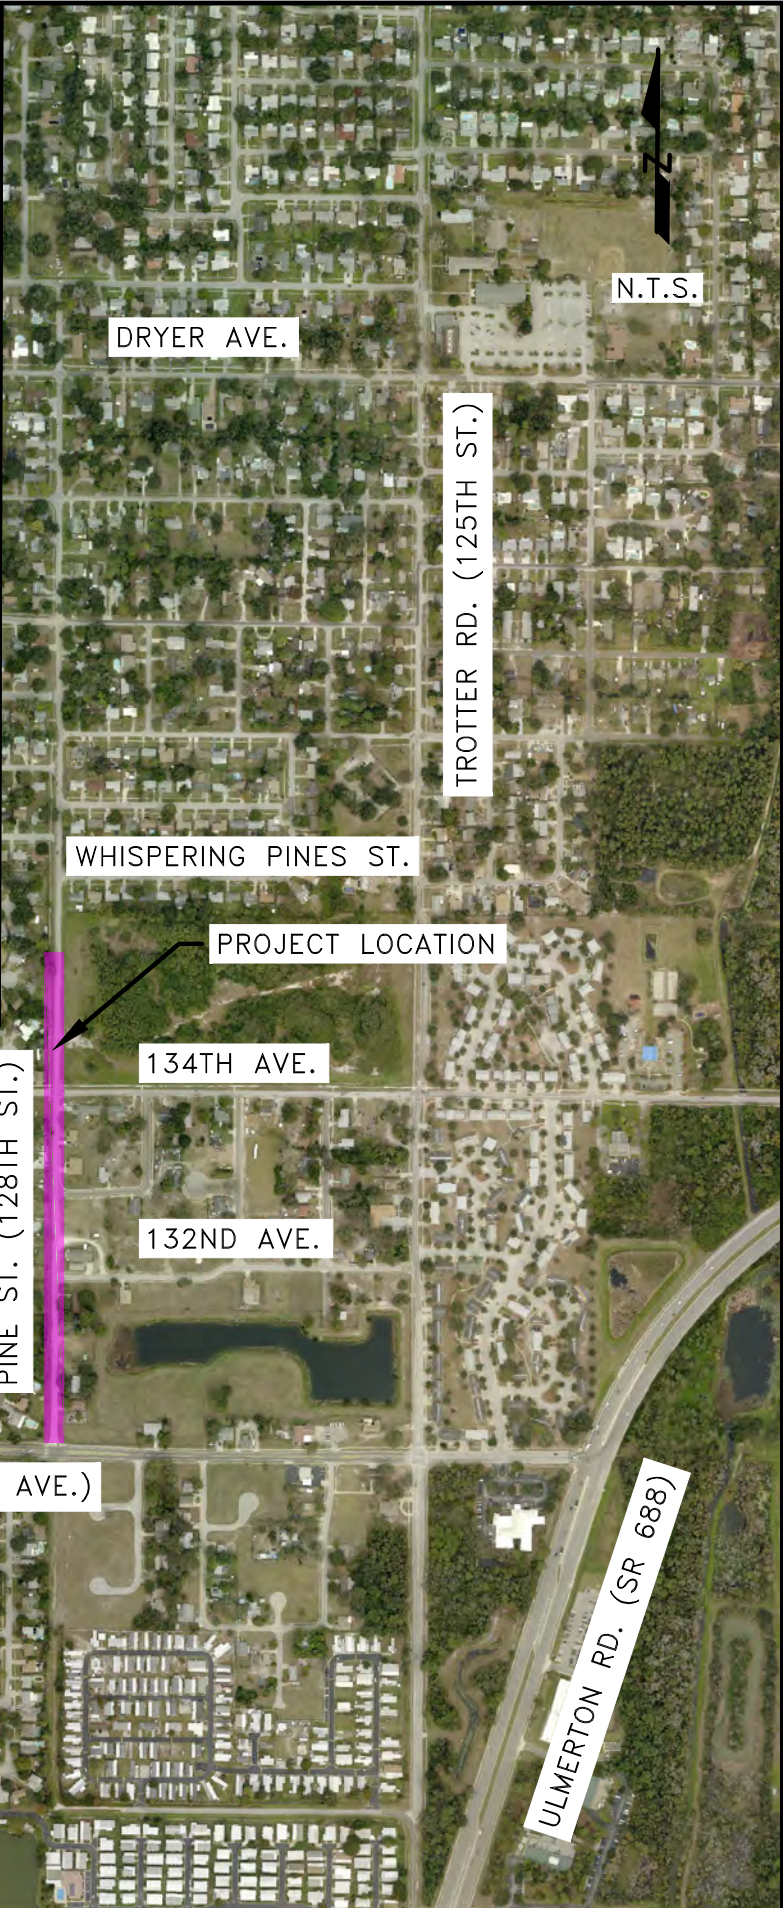 N.T.S.
DRYER AVE.
TROTTER RD. (125TH ST.)
WHISPERING PINES ST.
PROJECT LOCATION
134TH AVE.
PINE ST. (128TH ST.)
132ND AVE.
AVE.)
ULMERTON RD. (SR 688)